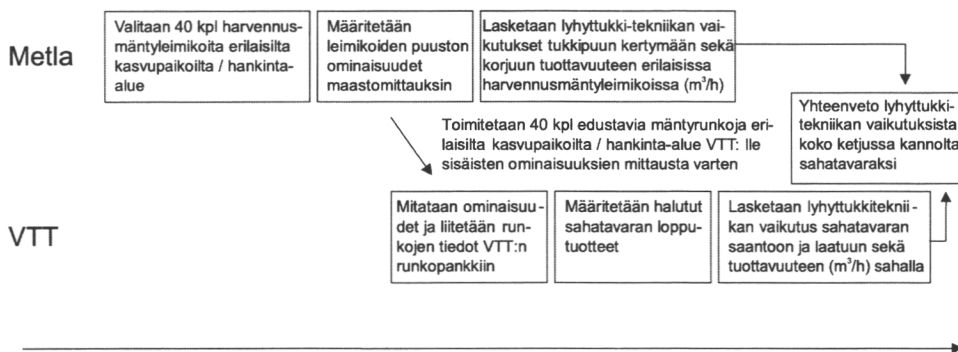 Metla
Valitaan 40 kpl harvennus-
mäntyleimikoita erilaisilta
kasvupaikoilta / hankinta-
alue
Määritetään
leimikoiden puuston
ominaisuudet
maastomittauksin
Lasketaan lyhyttukki-tekniikan vai-
kutukset tukkipuun kertymään sekä
korjuun tuottavuuteen erilaisissa
harvennusmäntyleimikoissa (m³/h)
Yhteenveto lyhyttukki-
tekniikan vaikutuksista
koko ketjussa kannolta
sahatavaraksi
Toimitetaan 40 kpl edustavia mäntyrunkoja eri-
laisilta kasvupaikoilta / hankinta-alue VTT: lle
sisäisten ominaisuuksien mittausta varten
VTT
Mitataan ominaisuu-
det ja liitetään run-
kojen tiedot VTT:n
runkopankkiin
Määritetään halutut
sahatavaran loppu-
tuotteet
Lasketaan lyhyttukkitekni-
kan vaikutus sahatavaran
saantoon ja laatuun sekä
tuottavuuteen (m³/h) sahalla